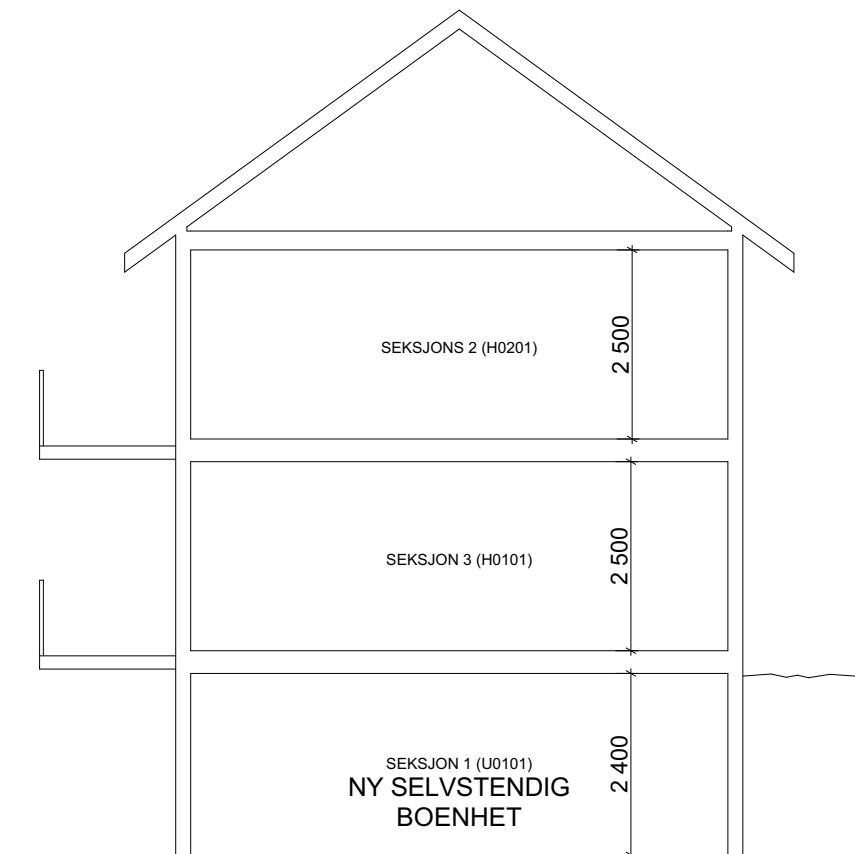 SEKSJONS 2 (H0201)
2 500
SEKSJON 3 (H0101)
2 500
SEKSJON 1 (U0101)
NY SELVSTENDIG
BOENHET
2 400